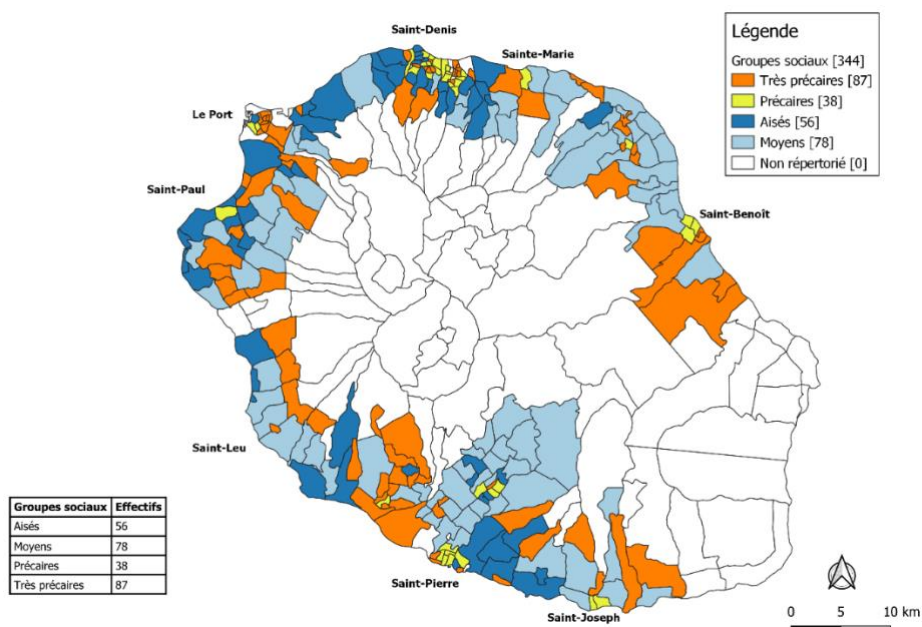 Saint-Denis
Sainte-Marie
Le Port
Saint-Paul
Saint-Benoit
Saint-Leu
Saint-Pierre
Saint-Joseph
Légende
Groupes sociaux [344]
Très précaires [87]
Précaires [38]
Aisés [56]
Moyens [78]
Non répertorié [0]
Groupes sociaux Effectifs
Aisés 56
Moyens 78
Précaires 38
Très précaires 87
0 5 10 km